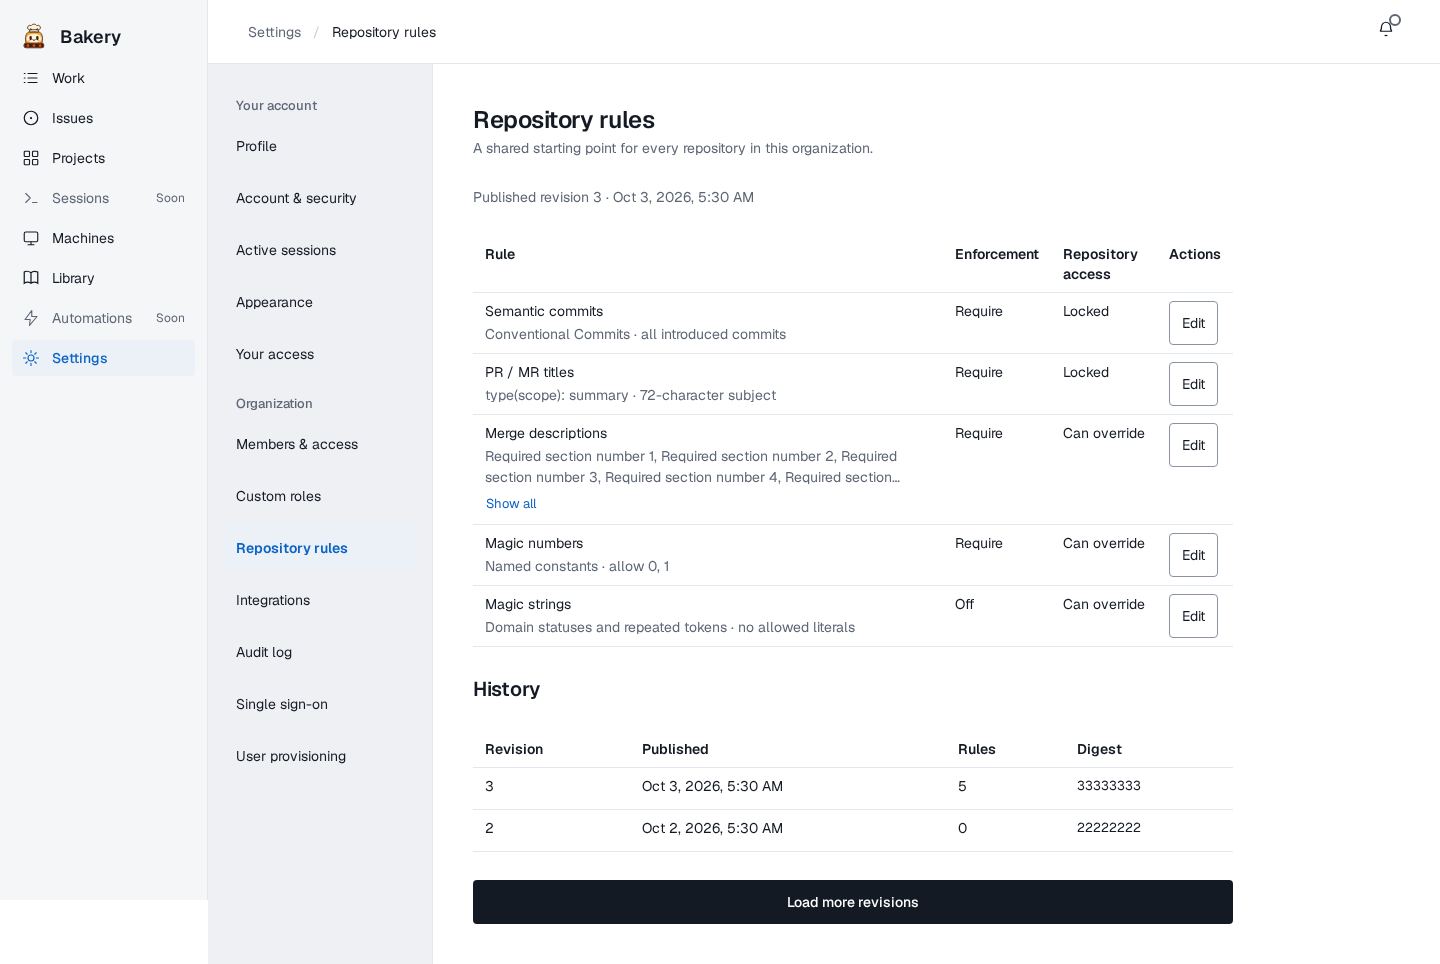 Bakery
Work
Issues
Projects
Sessions Soon
Machines
Library
Automations Soon
Settings
Settings / Repository rules
Your account
Profile
Account & security
Active sessions
Appearance
Your access
Organization
Members & access
Custom roles
Repository rules
Integrations
Audit log
Single sign-on
User provisioning
Repository rules
A shared starting point for every repository in this organization.
Published revision 3 · Oct 3, 2026, 5:30 AM
Rule Enforcement Repository access Actions
Semantic commits Require Locked Edit
Conventional Commits · all introduced commits
PR / MR titles Require Locked Edit
type(scope): summary · 72-character subject
Merge descriptions Require Can override Edit
Required section number 1, Required section number 2, Required
section number 3, Required section number 4, Required section…
Show all
Magic numbers Require Can override Edit
Named constants · allow 0, 1
Magic strings Off Can override Edit
Domain statuses and repeated tokens · no allowed literals
History
Revision Published Rules Digest
3 Oct 3, 2026, 5:30 AM 5 33333333
2 Oct 2, 2026, 5:30 AM 0 22222222
Load more revisions